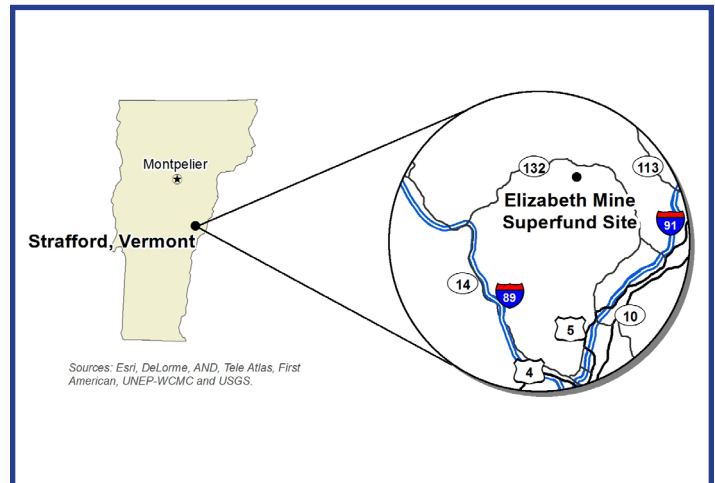 Montpelier
Strafford, Vermont
Sources: Esri, DeLorme, AND, Tele Atlas, First
American, UNEP-WCMC and USGS.
132
113
Elizabeth Mine
Superfund Site
91
14
89
10
5
4